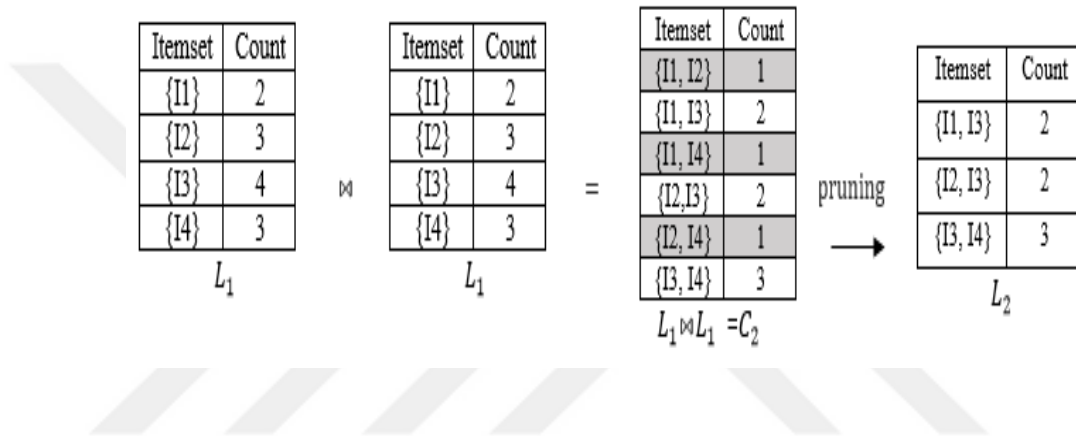 Itemset Count
{I1} 2
{I2} 3
{I3} 4
{I4} 3
L₁
⋈
Itemset Count
{I1} 2
{I2} 3
{I3} 4
{I4} 3
L₁
=
Itemset Count
{I1, I2} 1
{I1, I3} 2
{I1, I4} 1
{I2,I3} 2
{I2, I4} 1
{I3, I4} 3
L₁⋈L₁ =C₂
pruning
Itemset Count
{I1, I3} 2
{I2, I3} 2
{I3, I4} 3
L₂